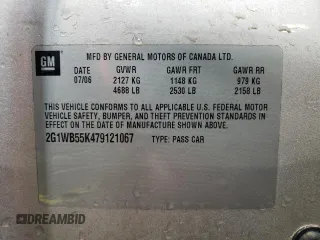 GM
MFD BY GENERAL MOTORS OF CANADA LTD.
DATE GVWR GAWR FRT GAWR RR
07/06 2127 KG 1148 KG 979 KG
4688 LB 2530 LB 2158 LB
THIS VEHICLE CONFORMS TO ALL APPLICABLE U.S. FEDERAL MOTOR
VEHICLE SAFETY, BUMPER, AND THEFT PREVENTION STANDARDS IN
EFFECT ON THE DATE OF MANUFACTURE SHOWN ABOVE.
2G1WB55K479121067 TYPE: PASS CAR
DREAMBID